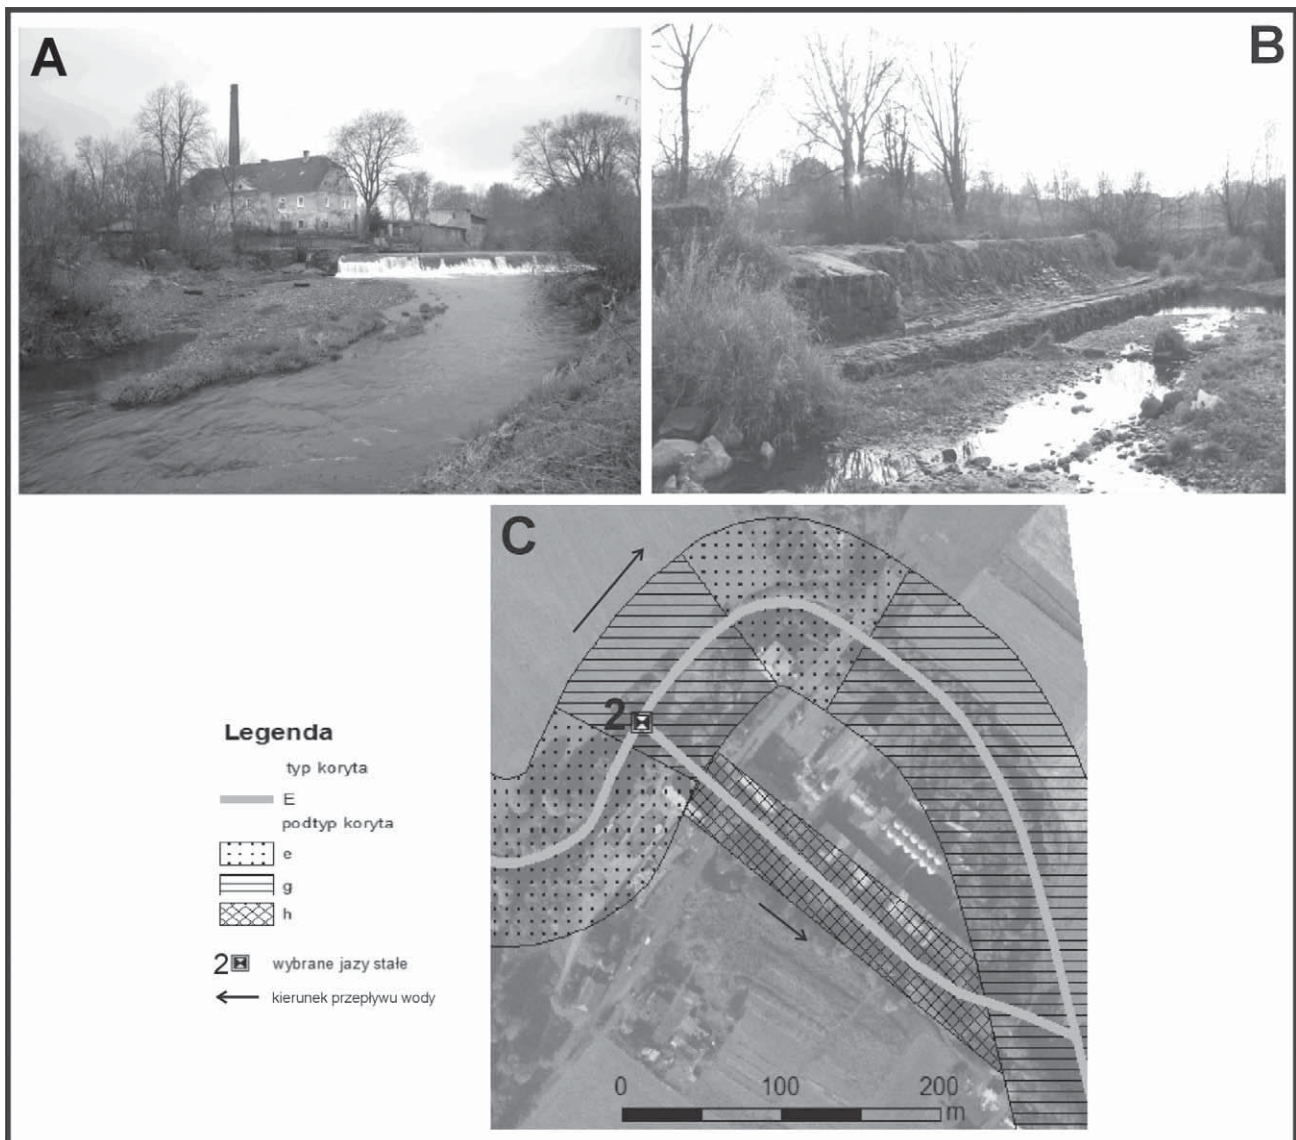 A
B
C
2
Legenda
typ koryta
E
podtyp koryta
e
g
h
2 wybrane jazy stałe
kierunek przepływu wody
0 100 200
m